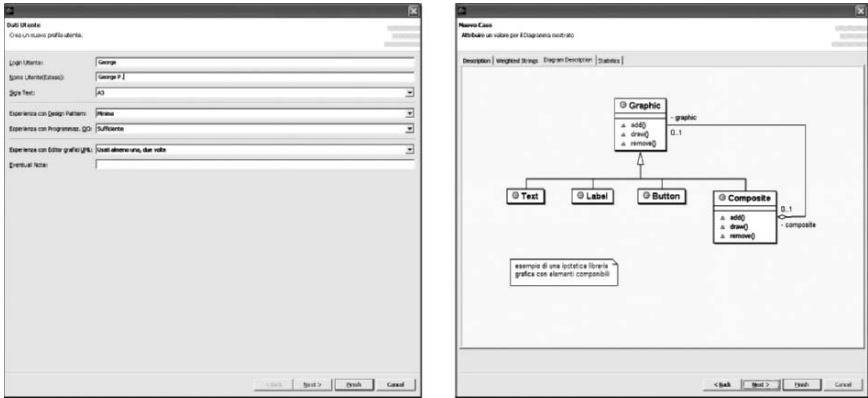 Dati Utente
Crea un nuovo profilo utente.
Login Utente: George
Nome Utente(Esteso): George P.
Sigla Test: A3
Esperienza con Design Pattern: Minima
Esperienza con Programmaz. OO: Sufficiente
Esperienza con Editor grafici UML: Usati almeno una, due volte
Eventuali Note:
< Back Next > Finish Cancel
Nuovo Caso
Attribuire un valore per il Diagramma mostrato
Description Weighted Strings Diagram Description Statistics
Graphic
add()
draw()
remove()
- graphic
0..1
Text
Label
Button
Composite
add()
draw()
remove()
0..1
- composite
esempio di una ipotetica libreria
grafica con elementi componibili
< Back Next > Finish Cancel